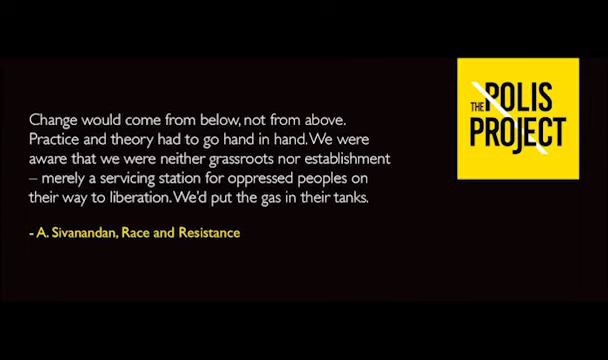 Change would come from below, not from above.
Practice and theory had to go hand in hand. We were
aware that we were neither grassroots nor establishment
– merely a servicing station for oppressed peoples on
their way to liberation. We'd put the gas in their tanks.
- A. Sivanandan, Race and Resistance
THE POLIS
PROJECT